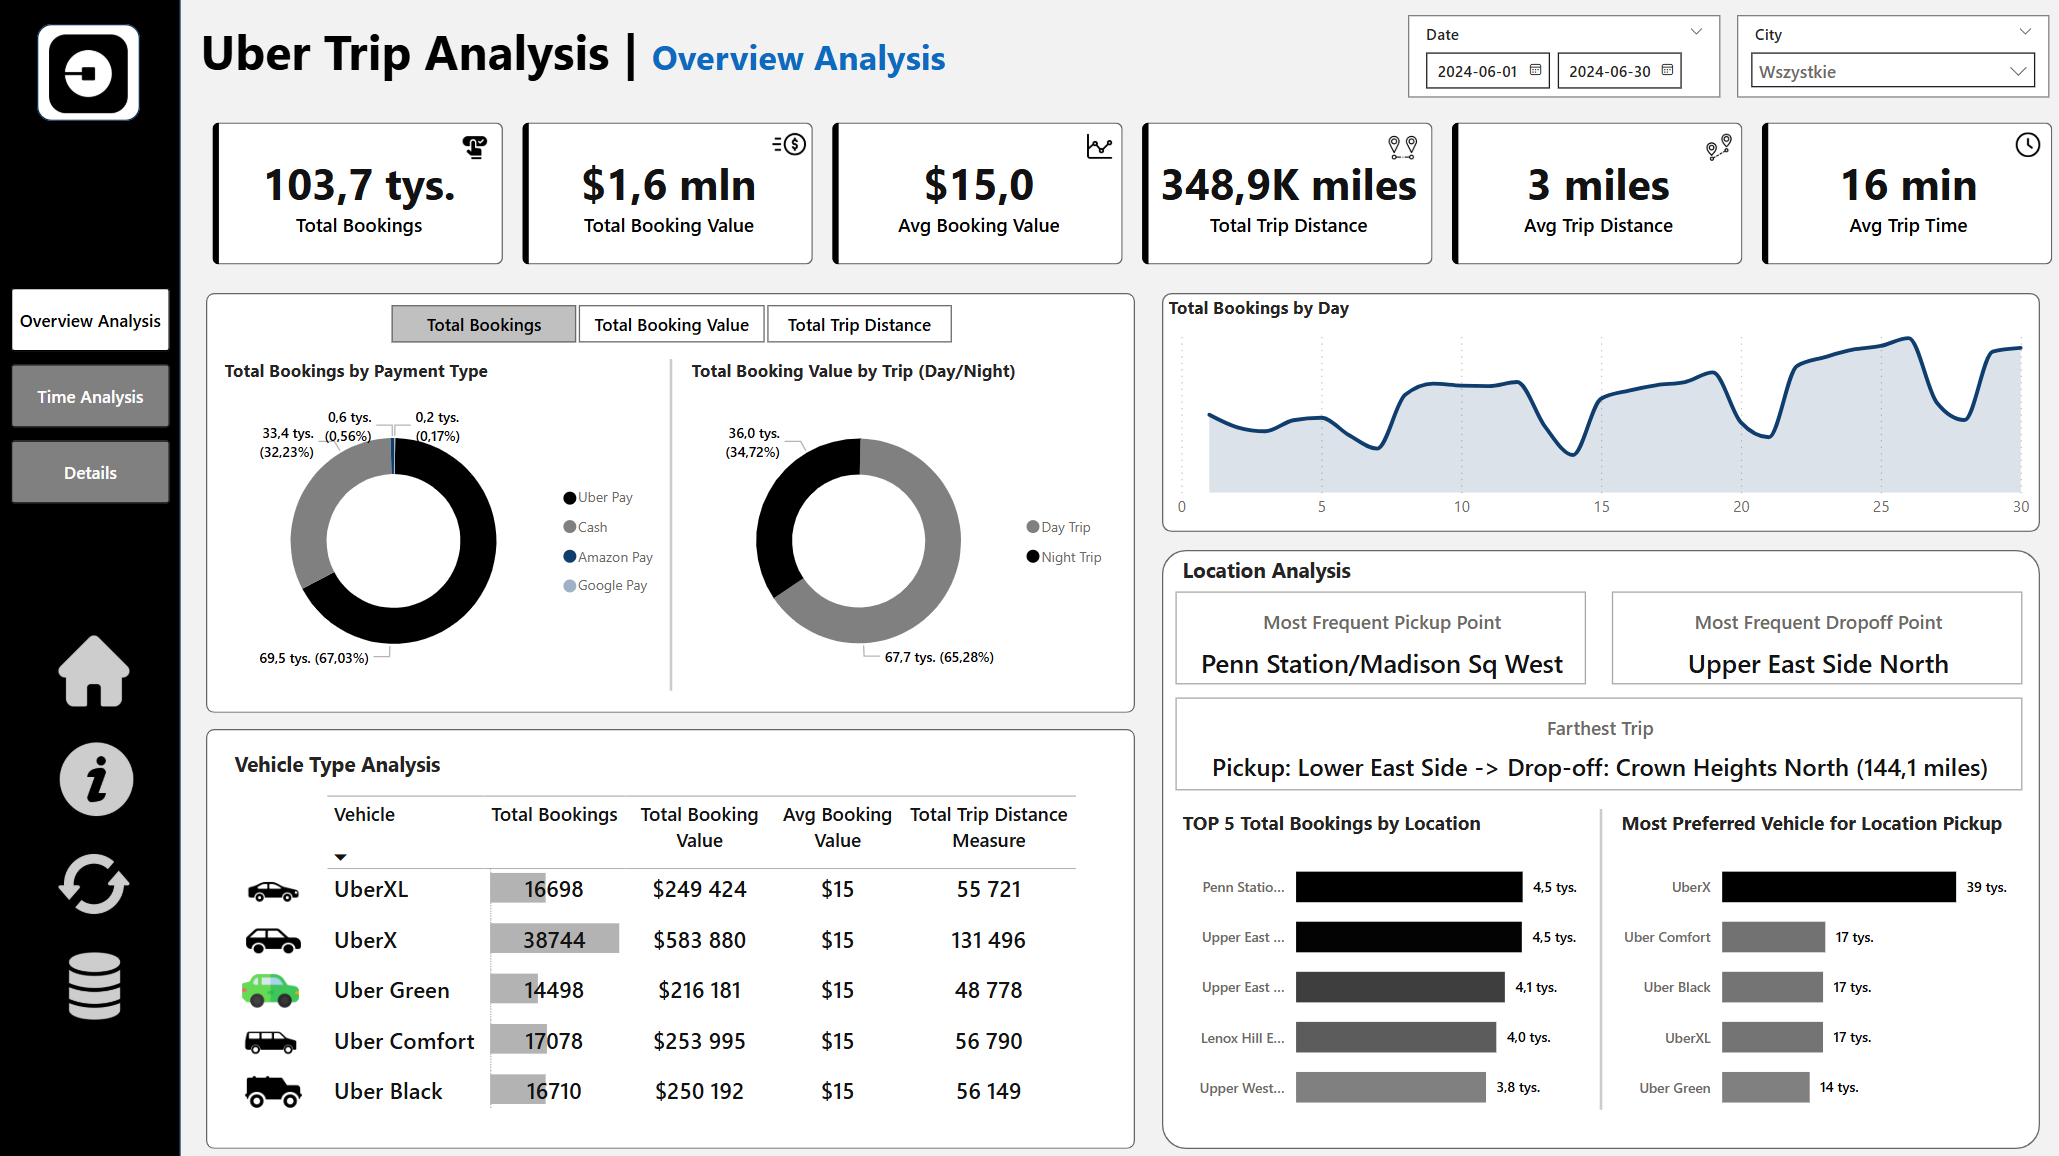 Uber Trip Analysis | Overview Analysis
Date
2024-06-01 2024-06-30
City
Wszystkie
103,7 tys.
Total Bookings
$1,6 mln
Total Booking Value
$15,0
Avg Booking Value
348,9K miles
Total Trip Distance
3 miles
Avg Trip Distance
16 min
Avg Trip Time
Overview Analysis
Time Analysis
Details
Total Bookings
Total Booking Value
Total Trip Distance
Total Bookings by Payment Type
0,6 tys.
(0,56%)
0,2 tys.
(0,17%)
33,4 tys.
(32,23%)
69,5 tys. (67,03%)
Uber Pay
Cash
Amazon Pay
Google Pay
Total Booking Value by Trip (Day/Night)
36,0 tys.
(34,72%)
67,7 tys. (65,28%)
Day Trip
Night Trip
Total Bookings by Day
0 5 10 15 20 25 30
Location Analysis
Most Frequent Pickup Point
Penn Station/Madison Sq West
Most Frequent Dropoff Point
Upper East Side North
Farthest Trip
Pickup: Lower East Side -> Drop-off: Crown Heights North (144,1 miles)
Vehicle Type Analysis
Vehicle Total Bookings Total Booking Value Avg Booking Value Total Trip Distance Measure
UberXL 16698 $249 424 $15 55 721
UberX 38744 $583 880 $15 131 496
Uber Green 14498 $216 181 $15 48 778
Uber Comfort 17078 $253 995 $15 56 790
Uber Black 16710 $250 192 $15 56 149
TOP 5 Total Bookings by Location
Penn Statio... 4,5 tys.
Upper East ... 4,5 tys.
Upper East ... 4,1 tys.
Lenox Hill E... 4,0 tys.
Upper West... 3,8 tys.
Most Preferred Vehicle for Location Pickup
UberX 39 tys.
Uber Comfort 17 tys.
Uber Black 17 tys.
UberXL 17 tys.
Uber Green 14 tys.